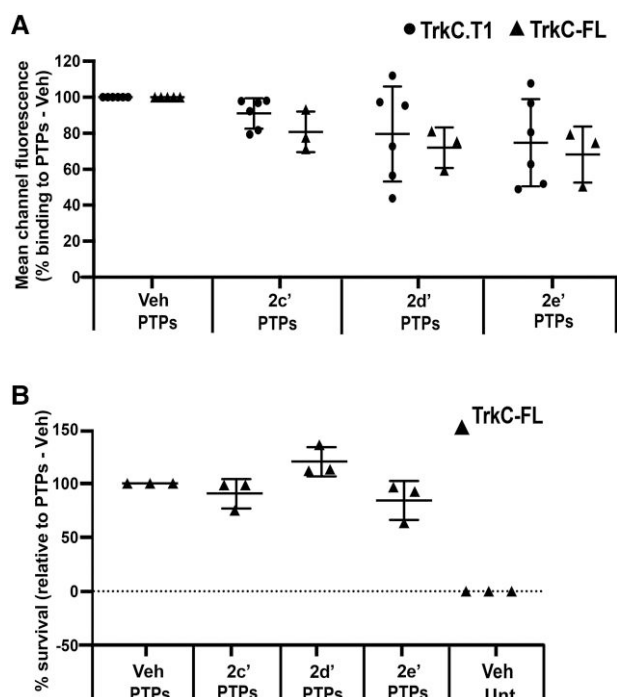 A
● TrkC.T1 ▲ TrkC-FL
Mean channel fluorescence
(% binding to PTPs - Veh)
120
100
80
60
40
20
0
Veh 2c’ 2d’ 2e’
PTPs PTPs PTPs PTPs
B
▲ TrkC-FL
% survival (relative to PTPs - Veh)
150
100
50
0
-50
Veh 2c’ 2d’ 2e’ Veh
PTPs PTPs PTPs PTPs Unt